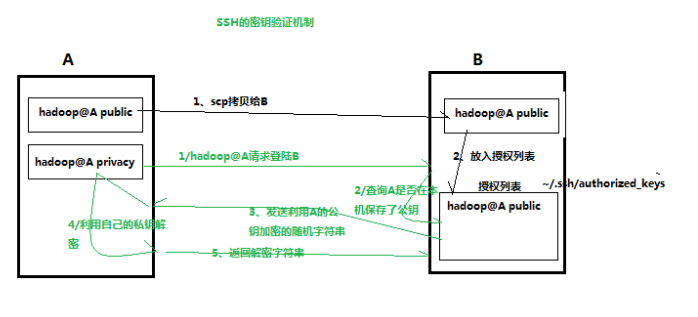 SSH的密钥验证机制
A
B
hadoop@A public
1、scp拷贝给B
hadoop@A public
hadoop@A privacy
1/hadoop@A请求登陆B
2、放入授权列表
授权列表
~/.ssh/authorized_keys
2/查询A是否在本
机保存了公钥
hadoop@A public
3、发送利用A的公
钥加密的随机字符串
4/利用自己的私钥解
密
5、返回解密字符串